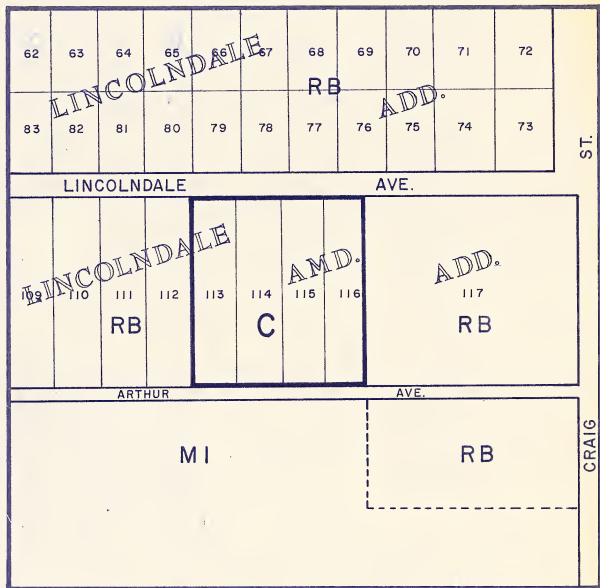 62 63 64 65 66 67 68 69 70 71 72
LINCOLNDALE ADD.
RB
83 82 81 80 79 78 77 76 75 74 73
ST.
LINCOLNDALE AVE.
LINCOLNDALE AMD. ADD.
109 110 111 112 113 114 115 116 117
RB C RB
ARTHUR AVE.
M1 RB
CRAIG